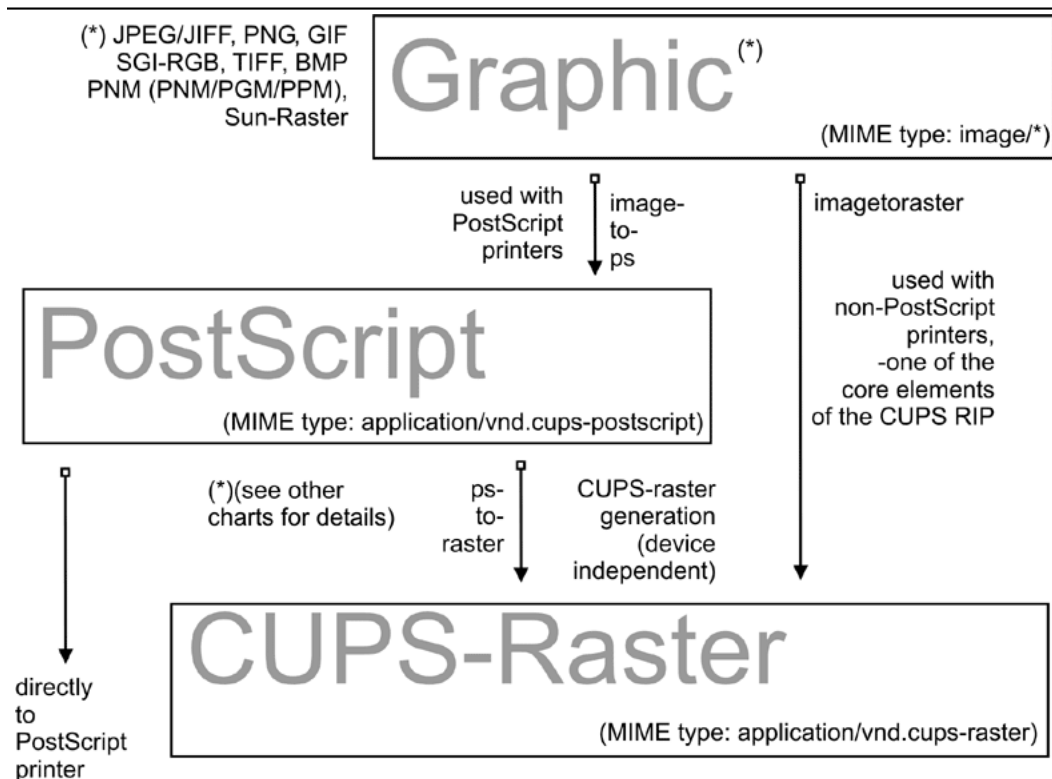 (*) JPEG/JIFF, PNG, GIF
SGI-RGB, TIFF, BMP
PNM (PNM/PGM/PPM),
Sun-Raster
Graphic(*)
(MIME type: image/*)
used with
PostScript
printers
image-
to-
ps
imagetoraster
used with
non-PostScript
printers,
-one of the
core elements
of the CUPS RIP
PostScript
(MIME type: application/vnd.cups-postscript)
(*)(see other
charts for details)
ps-
to-
raster
CUPS-raster
generation
(device
independent)
CUPS-Raster
(MIME type: application/vnd.cups-raster)
directly
to
PostScript
printer